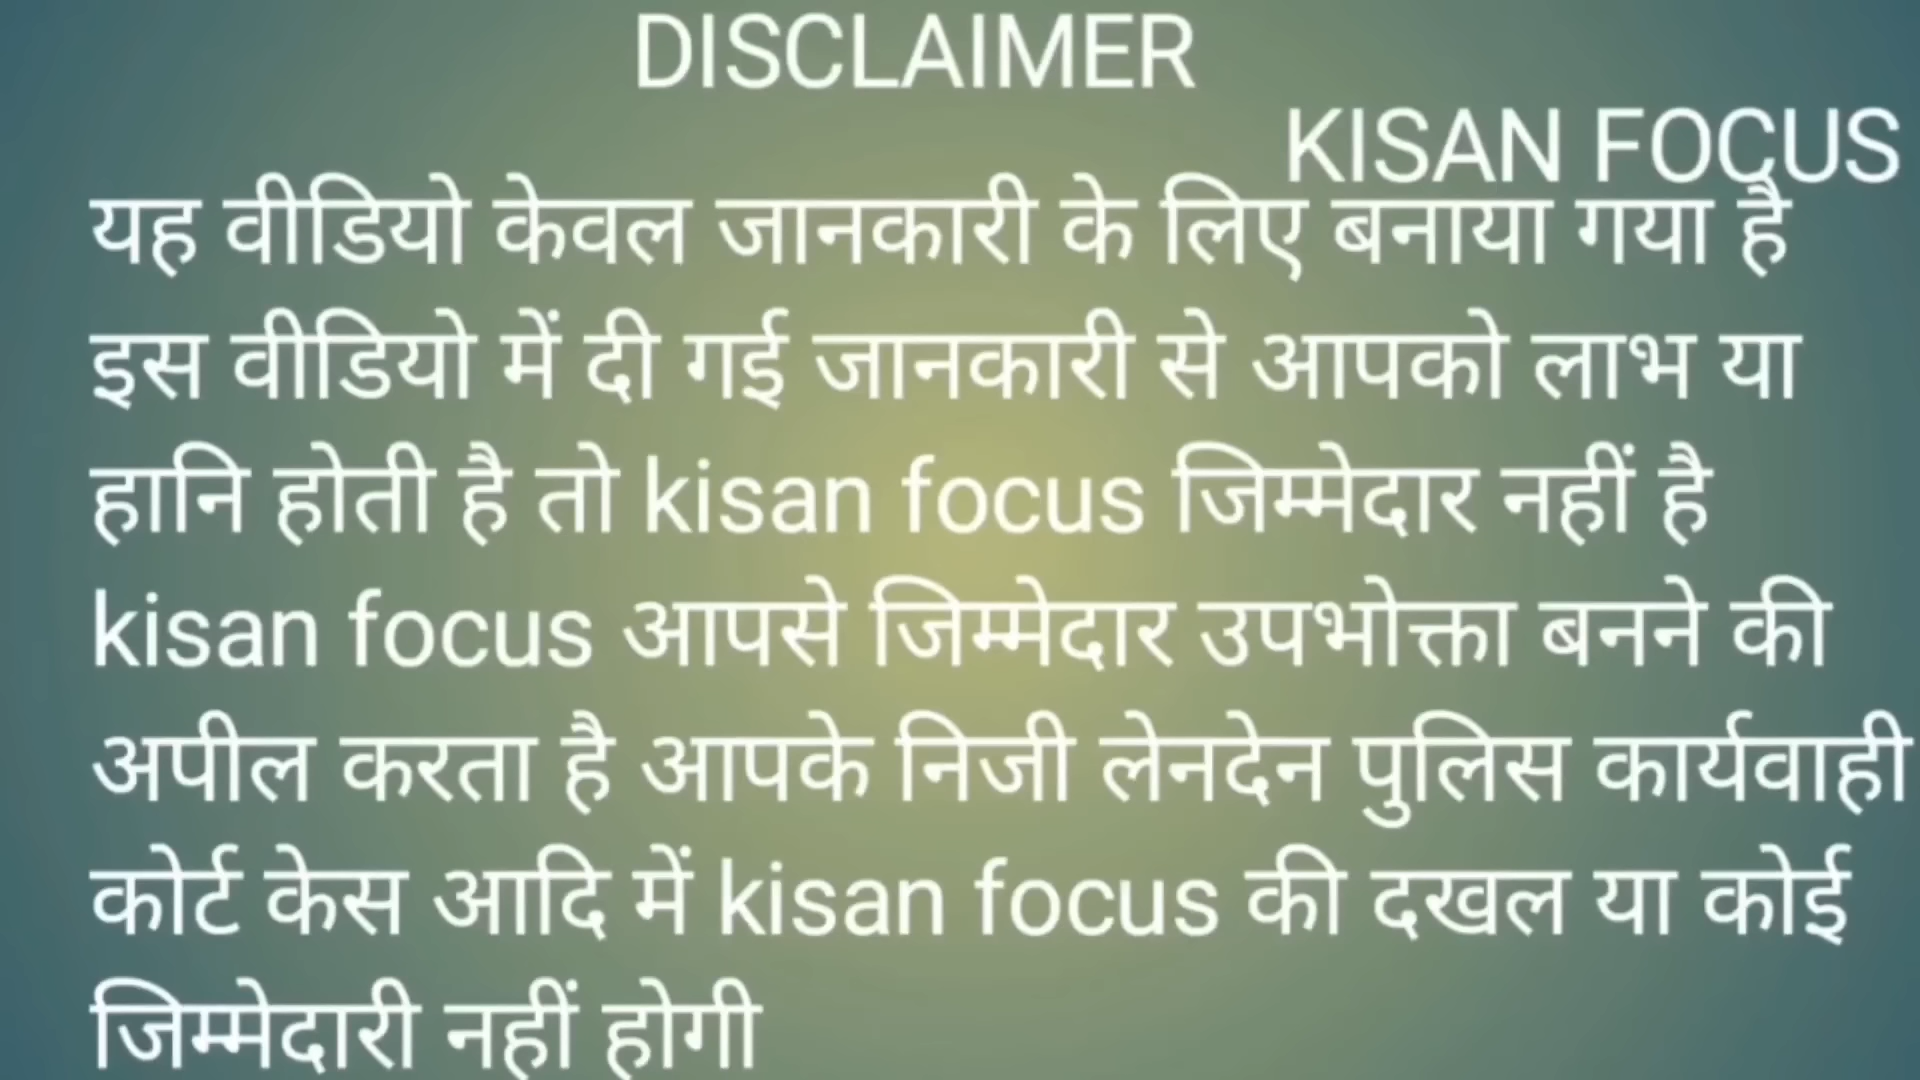 DISCLAIMER
KISAN FOCUS
यह वीडियो केवल जानकारी के लिए बनाया गया है
इस वीडियो में दी गई जानकारी से आपको लाभ या
हानि होती है तो kisan focus जिम्मेदार नहीं है
kisan focus आपसे जिम्मेदार उपभोक्ता बनने की
अपील करता है आपके निजी लेनदेन पुलिस कार्यवाही
कोर्ट केस आदि में kisan focus की दखल या कोई
जिम्मेदारी नहीं होगी